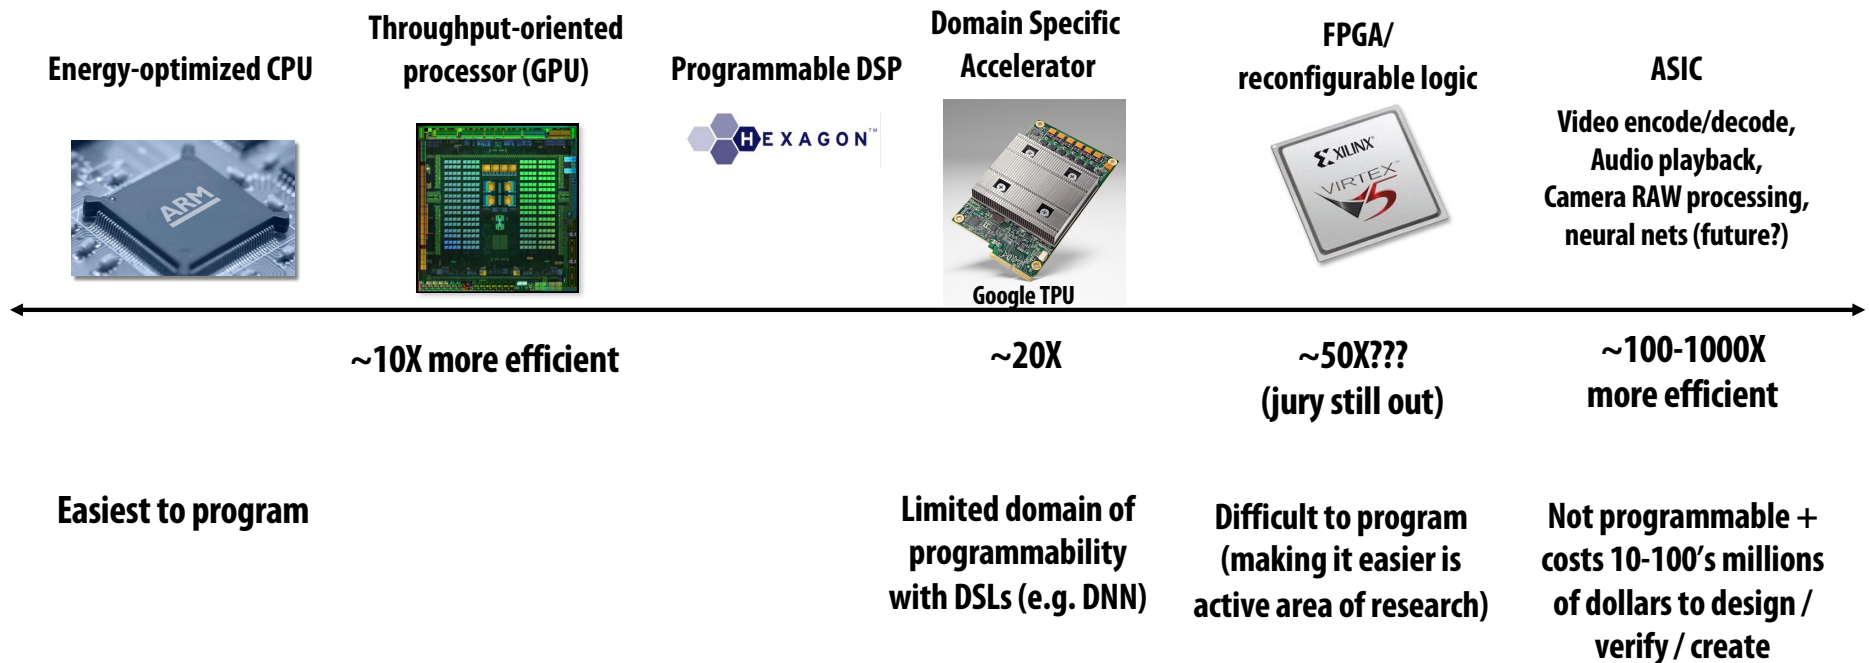 Energy-optimized CPU
Throughput-oriented
processor (GPU)
Programmable DSP
Domain Specific
Accelerator
FPGA/
reconfigurable logic
ASIC
ARM
HEXAGON™
Google TPU
XILINX
VIRTEX
5
Video encode/decode,
Audio playback,
Camera RAW processing,
neural nets (future?)
~10X more efficient
~20X
~50X???
(jury still out)
~100-1000X
more efficient
Easiest to program
Limited domain of
programmability
with DSLs (e.g. DNN)
Difficult to program
(making it easier is
active area of research)
Not programmable +
costs 10-100’s millions
of dollars to design /
verify / create